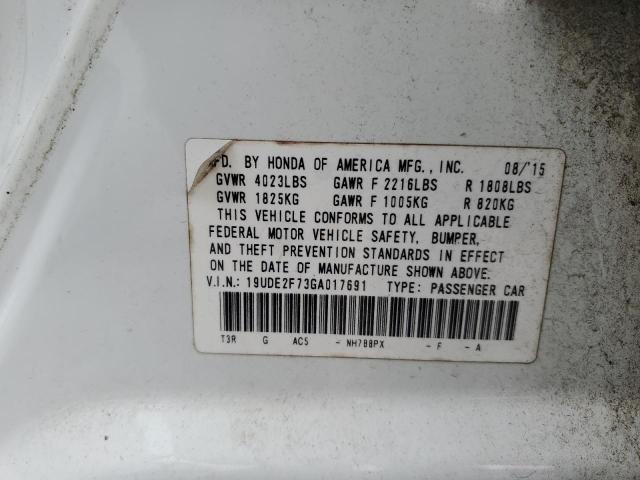 MFD. BY HONDA OF AMERICA MFG., INC. 08/'15
GVWR 4023LBS GAWR F 2216LBS R 1808LBS
GVWR 1825KG GAWR F 1005KG R 820KG
THIS VEHICLE CONFORMS TO ALL APPLICABLE
FEDERAL MOTOR VEHICLE SAFETY, BUMPER,
AND THEFT PREVENTION STANDARDS IN EFFECT
ON THE DATE OF MANUFACTURE SHOWN ABOVE.
V.I.N.: 19UDE2F73GA017691 TYPE: PASSENGER CAR
T3R G AC5 - NH788PX - F - A